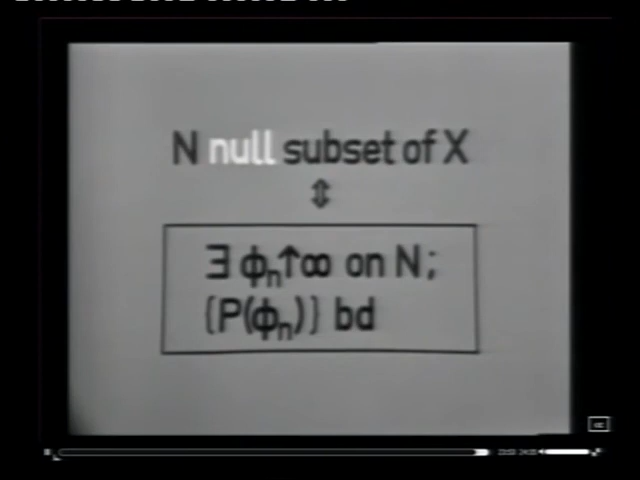 N null subset of X
⇕
∃ ϕₙ↑∞ on N;
{P(ϕₙ)} bd